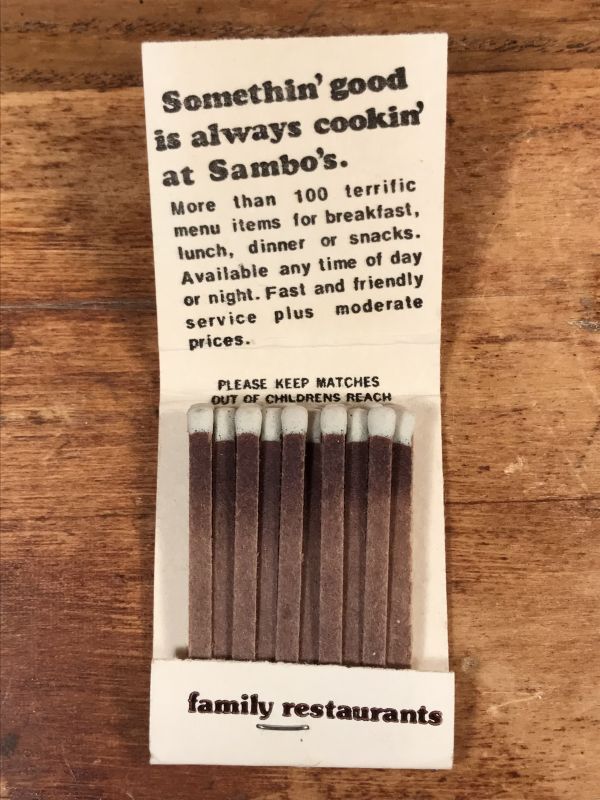 Somethin' good
is always cookin'
at Sambo's.
More than 100 terrific
menu items for breakfast,
lunch, dinner or snacks.
Available any time of day
or night. Fast and friendly
service plus moderate
prices.
PLEASE KEEP MATCHES
OUT OF CHILDRENS REACH
family restaurants